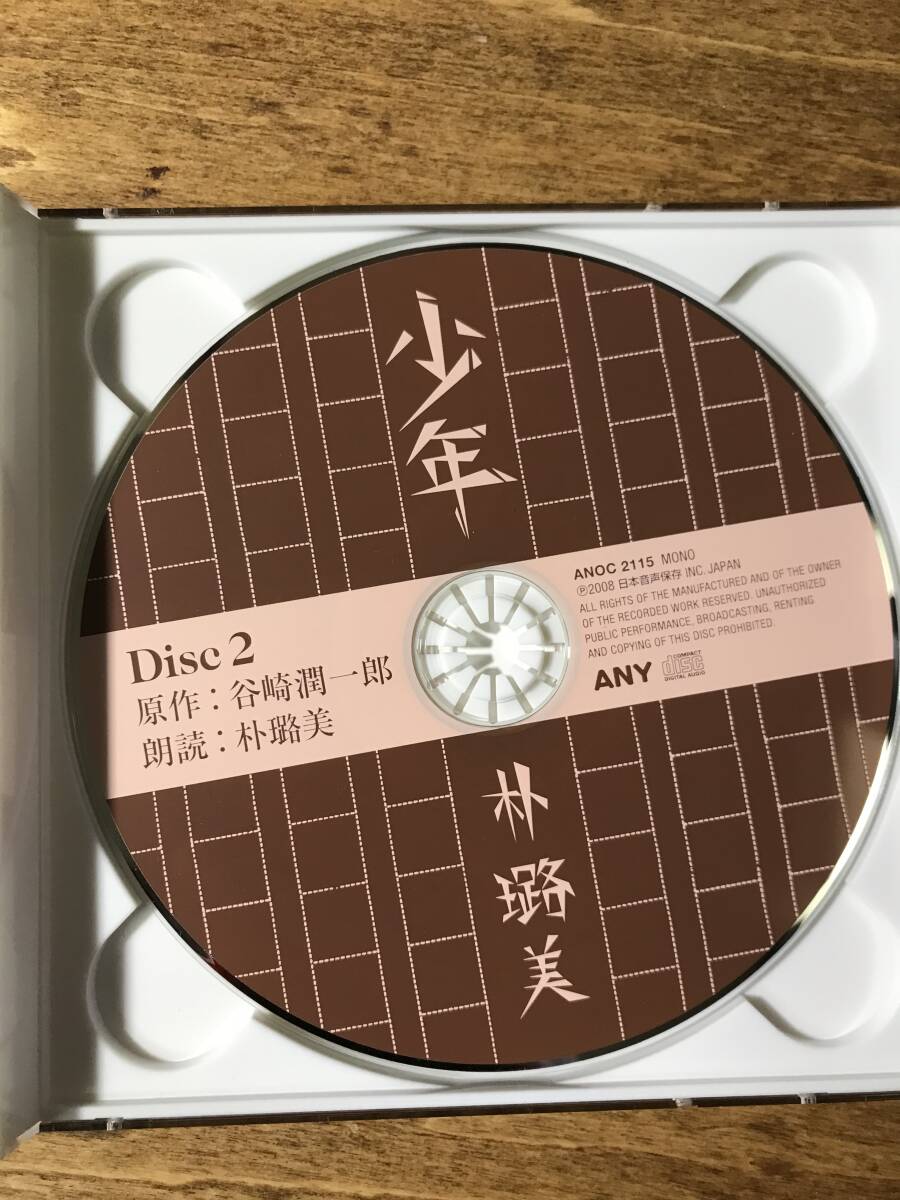 少年
Disc 2
原作：谷崎潤一郎
朗読：朴璐美
ANOC 2115 MONO
℗2008 日本音声保存 INC. JAPAN
ALL RIGHTS OF THE MANUFACTURED AND OF THE OWNER
OF THE RECORDED WORK RESERVED. UNAUTHORIZED
PUBLIC PERFORMANCE, BROADCASTING, RENTING
AND COPYING OF THIS DISC PROHIBITED.
ANY
COMPACT
disc
DIGITAL AUDIO
朴璐美